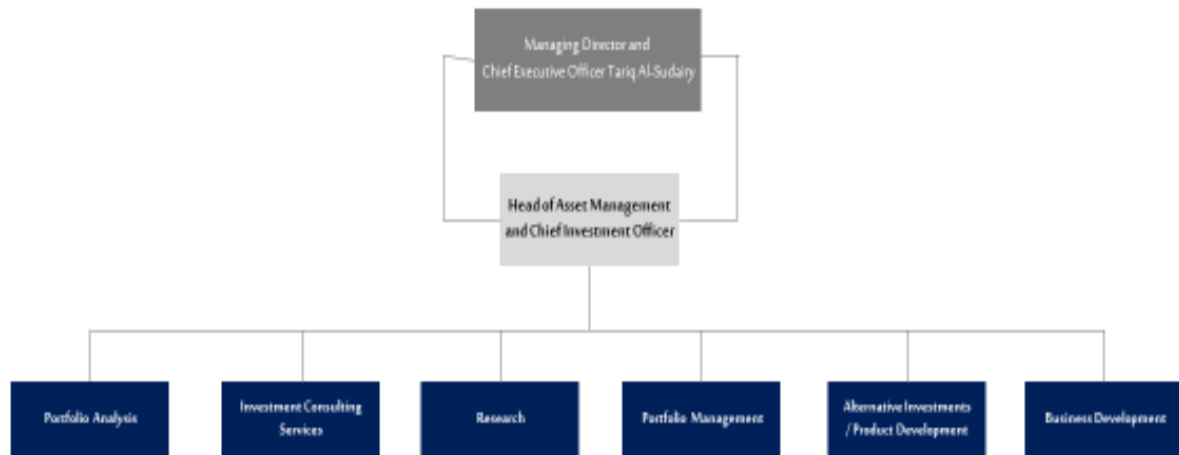 Managing Director and
Chief Executive Officer Tariq Al-Sudairy
Head of Asset Management
and Chief Investment Officer
Portfolio Analysis
Investment Consulting
Services
Research
Portfolio Management
Alternative Investments
/ Product Development
Business Development